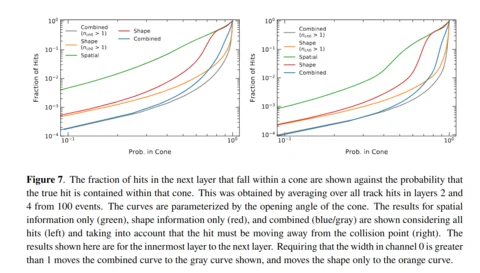 10⁰
10⁻¹
10⁻²
10⁻³
10⁻⁴
Fraction of Hits
Combined
(nch0 > 1)
Shape
(nch0 > 1)
Spatial
Shape
Combined
10⁻¹
10⁰
Prob. in Cone
10⁰
10⁻¹
10⁻²
10⁻³
10⁻⁴
Fraction of Hits
Combined
(nch0 > 1)
Shape
(nch0 > 1)
Spatial
Shape
Combined
10⁻¹
10⁰
Prob. in Cone
Figure 7. The fraction of hits in the next layer that fall within a cone are shown against the probability that
the true hit is contained within that cone. This was obtained by averaging over all track hits in layers 2 and
4 from 100 events. The curves are parameterized by the opening angle of the cone. The results for spatial
information only (green), shape information only (red), and combined (blue/gray) are shown considering all
hits (left) and taking into account that the hit must be moving away from the collision point (right). The
results shown here are for the innermost layer to the next layer. Requiring that the width in channel 0 is greater
than 1 moves the combined curve to the gray curve shown, and moves the shape only to the orange curve.